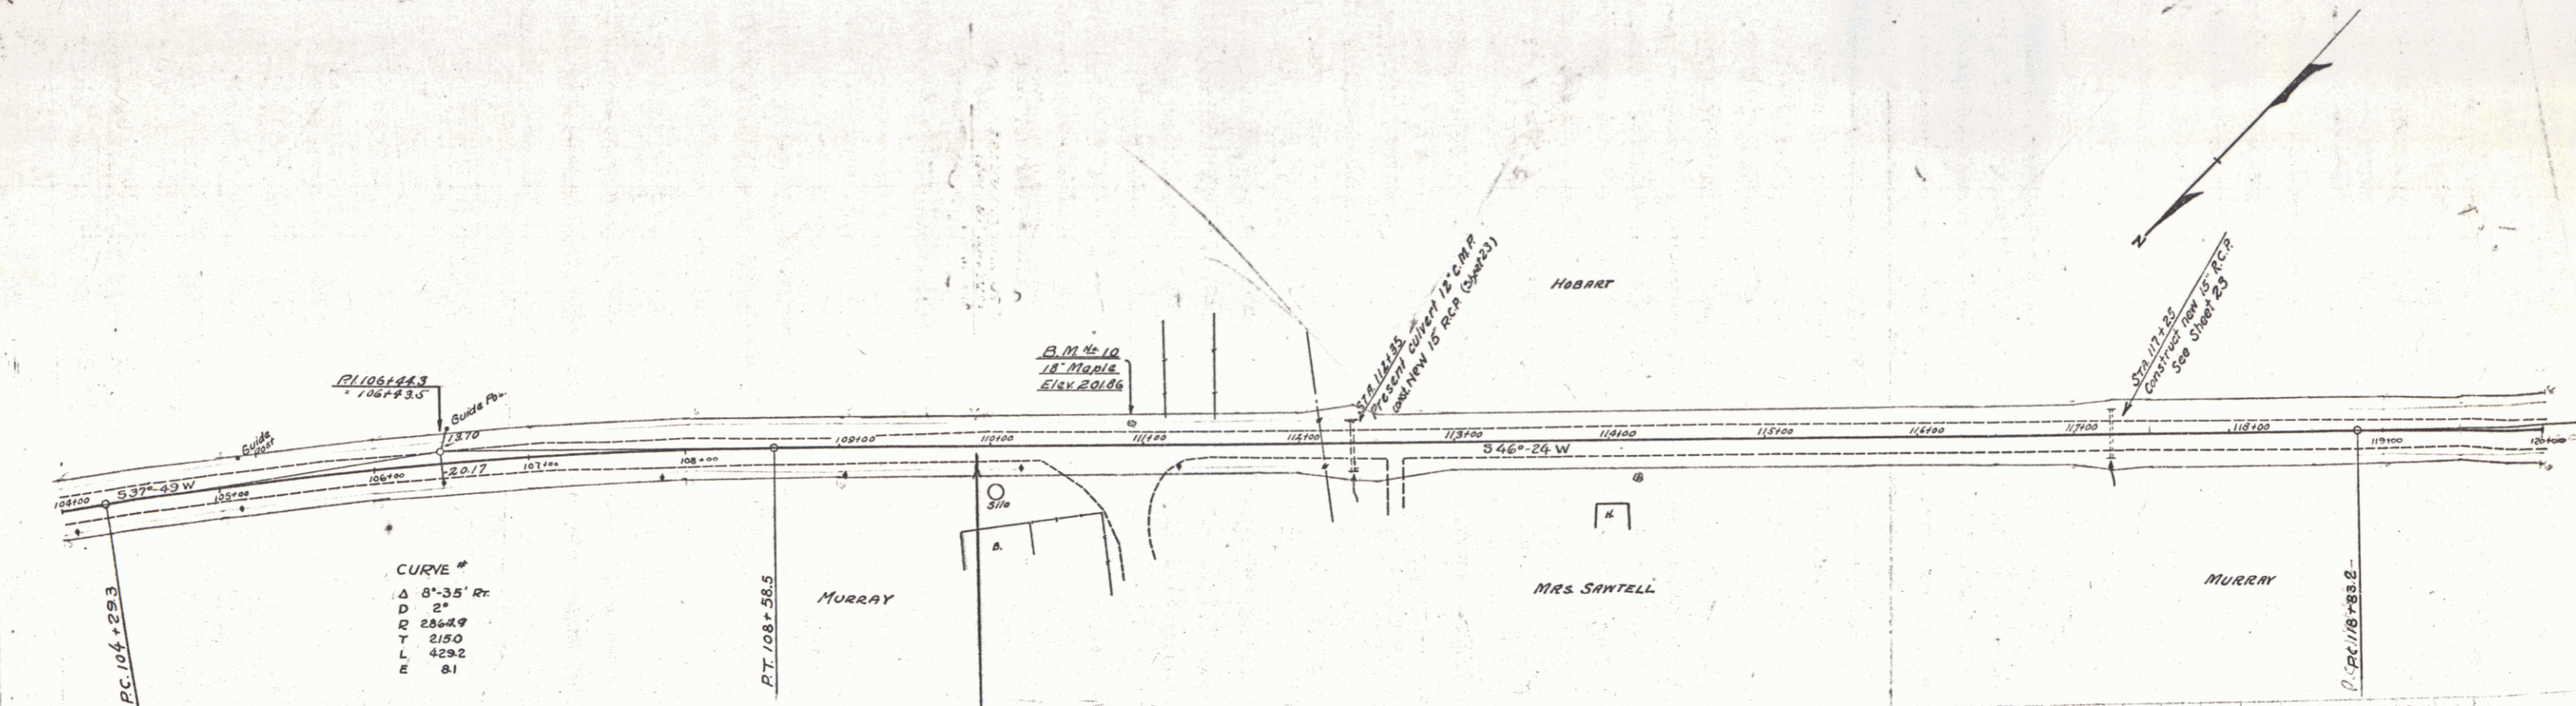 HOBART
N
STA. 117+25
Construct new 15" R.C.P.
See Sheet 23
STA. 112+35
Present culvert 12" C.M.P.
const. New 15" R.C.P. (Sheet 23)
B.M. No. 10
18" Maple
Elev. 201.86
P.I. 106+44.3
" 106+43.5
Guide Pos
Guide
post
13.70
20.17
104+00
S 37°-49 W
105+00
106+00
107+00
108+00
109+00
110+00
111+00
112+00
113+00
114+00
S 46°-24 W
115+00
116+00
117+00
118+00
119+00
120+00
Silo
B.
H.
P.C. 104+29.3
CURVE #
Δ 8°-35' Rt.
D 2°
R 2864.9
T 215.0
L 429.2
E 8.1
P.T. 108+58.5
MURRAY
MRS. SAWTELL
MURRAY
P.C. 118+83.2